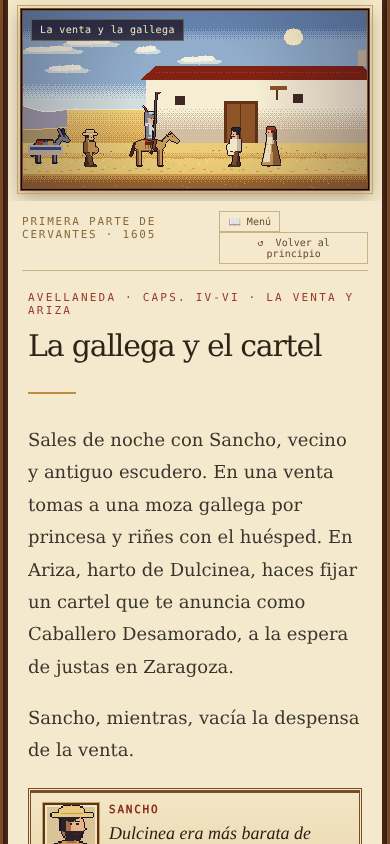 La venta y la gallega
PRIMERA PARTE DE
CERVANTES · 1605
📖 Menú
↺ Volver al
principio
AVELLANEDA · CAPS. IV-VI · LA VENTA Y
ARIZA
La gallega y el cartel
Sales de noche con Sancho, vecino
y antiguo escudero. En una venta
tomas a una moza gallega por
princesa y riñes con el huésped. En
Ariza, harto de Dulcinea, haces fijar
un cartel que te anuncia como
Caballero Desamorado, a la espera
de justas en Zaragoza.
Sancho, mientras, vacía la despensa
de la venta.
SANCHO
Dulcinea era más barata de